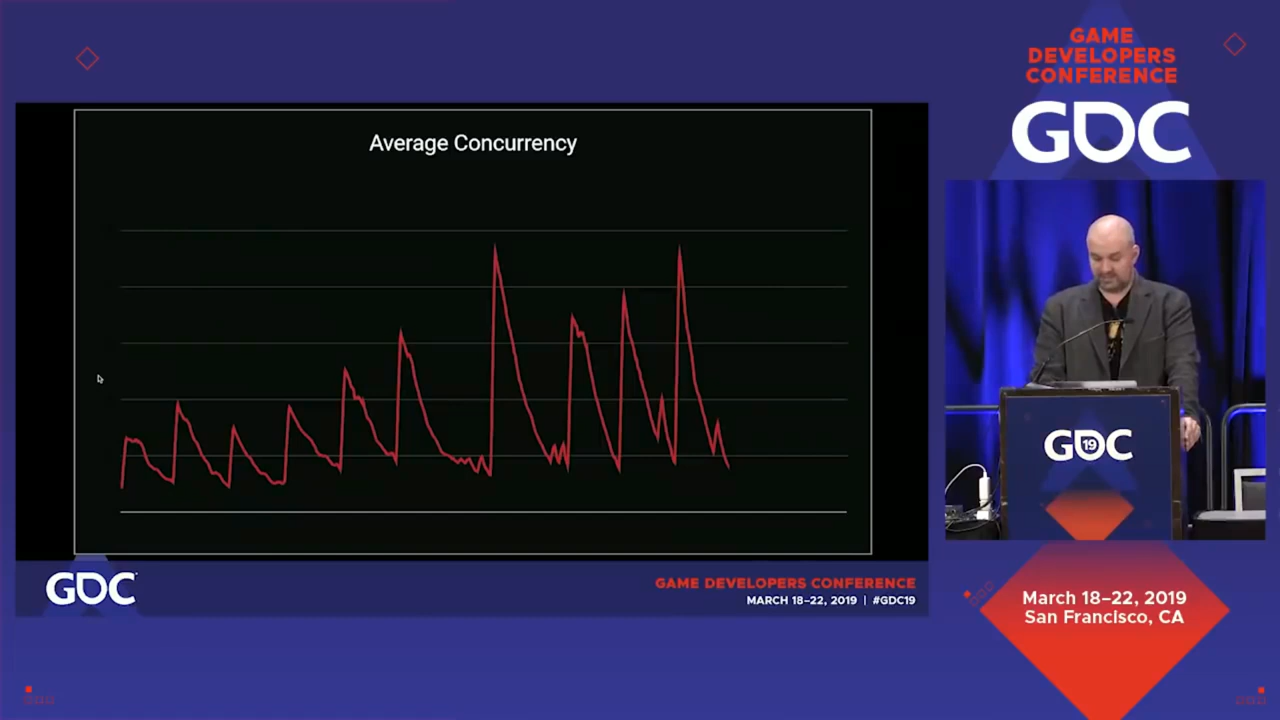 GAME
DEVELOPERS
CONFERENCE
GDC
Average Concurrency
GDC
19
GDC
GAME DEVELOPERS CONFERENCE
MARCH 18–22, 2019 | #GDC19
March 18–22, 2019
San Francisco, CA